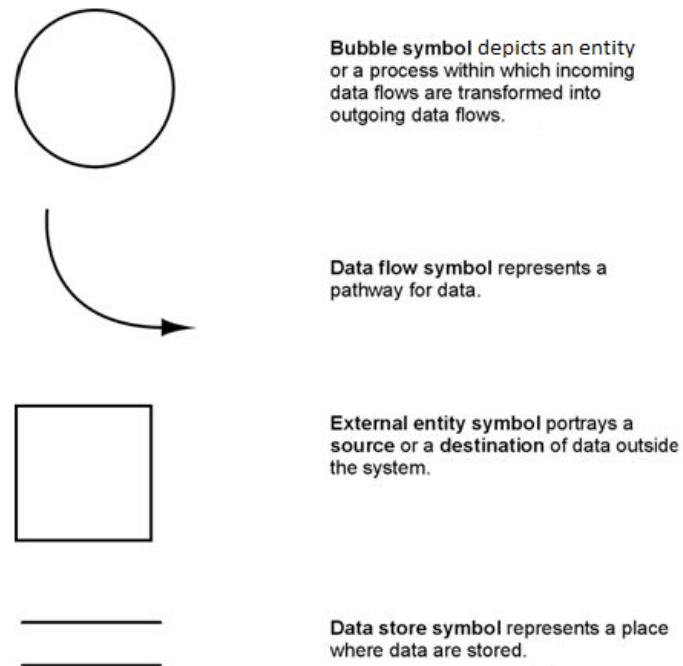 Bubble symbol depicts an entity
or a process within which incoming
data flows are transformed into
outgoing data flows.
Data flow symbol represents a
pathway for data.
External entity symbol portrays a
source or a destination of data outside
the system.
Data store symbol represents a place
where data are stored.